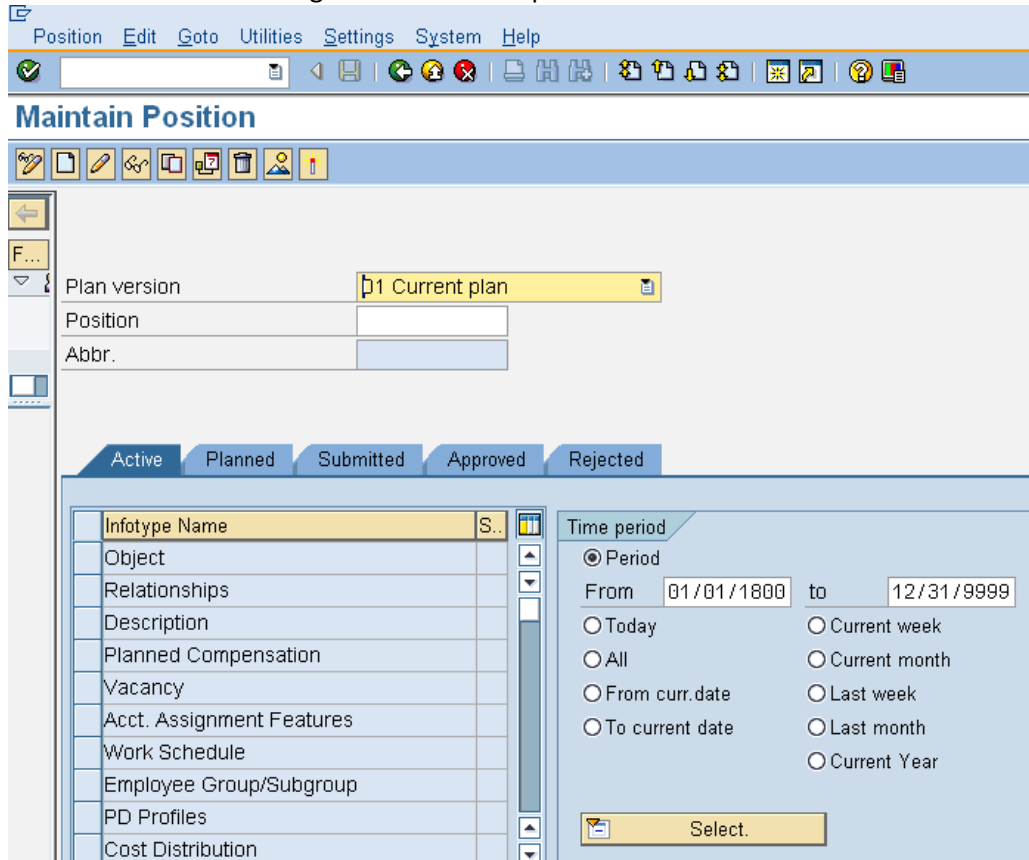 Position Edit Goto Utilities Settings System Help
Maintain Position
F...
Plan version 01 Current plan
Position
Abbr.
Active Planned Submitted Approved Rejected
Infotype Name S..
Time period
Object
Period
Relationships
From 01/01/1800 to 12/31/9999
Description
Today Current week
Planned Compensation
All Current month
Vacancy
From curr.date Last week
Acct. Assignment Features
To current date Last month
Work Schedule
Current Year
Employee Group/Subgroup
PD Profiles
Select.
Cost Distribution